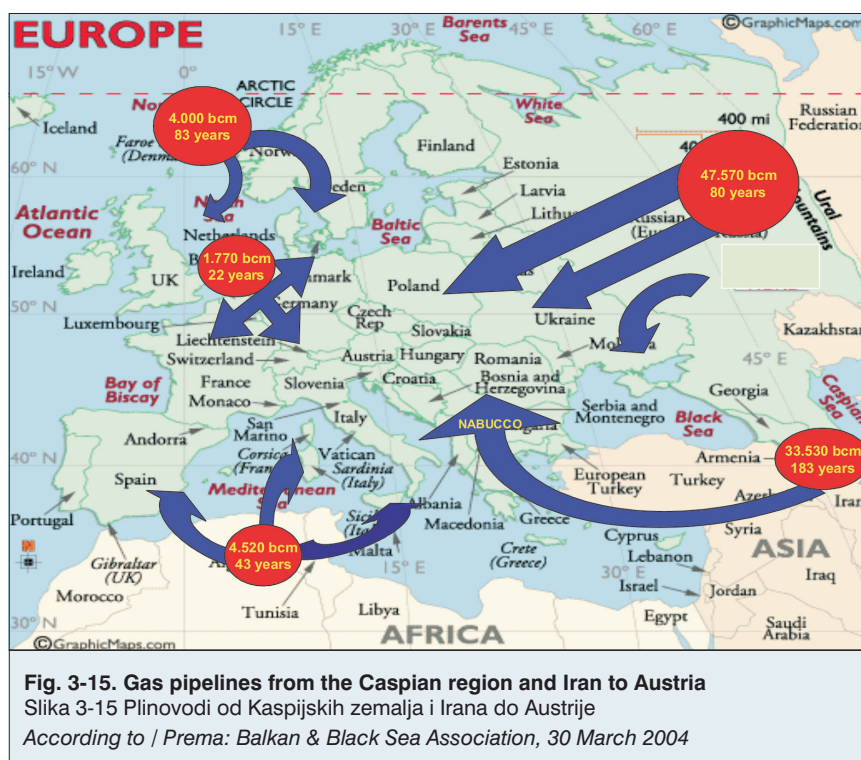 EUROPE
15° E
30° E
Barents
Sea
©GraphicMaps.com
15° W
0°
ARCTIC
CIRCLE
Iceland
4.000 bcm
83 years
White
Sea
400 mi
Russian
Federation
Finland
60° N
Estonia
Latvia
47.570 bcm
80 years
Ural
Atlantic
Ocean
Baltic
Sea
Netherlands
1.770 bcm
22 years
Ireland
UK
Poland
50° N
Germany
Czech
Rep
Ukraine
Luxembourg
Slovakia
Kazakhstan
Liechtenstein
Switzerland
Austria
Hungary
Romania
45° E
Bay of
Biscay
France
Slovenia
Croatia
Bosnia and
Herzegovina
Georgia
Caspian
Sea
Monaco
Italy
Serbia and
Montenegro
Black
Sea
San
Marino
NABUCCO
Andorra
Corsica
Vatican
33.530 bcm
183 years
40° N
Spain
Sardinia
(Italy)
Armenia
European
Turkey
Turkey
Mediterranean
Sea
Albania
Iran
Portugal
Macedonia
Greece
Syria
4.520 bcm
43 years
Malta
Cyprus
ASIA
Gibraltar
(UK)
15° E
Crete
(Greece)
Lebanon
30° E
Israel
Iraq
Morocco
Jordan
Tunisia
Libya
Egypt
Saudi
Arabia
30° N
AFRICA
©GraphicMaps.com
Fig. 3-15. Gas pipelines from the Caspian region and Iran to Austria
Slika 3-15 Plinovodi od Kaspijskih zemalja i Irana do Austrije
According to / Prema: Balkan & Black Sea Association, 30 March 2004